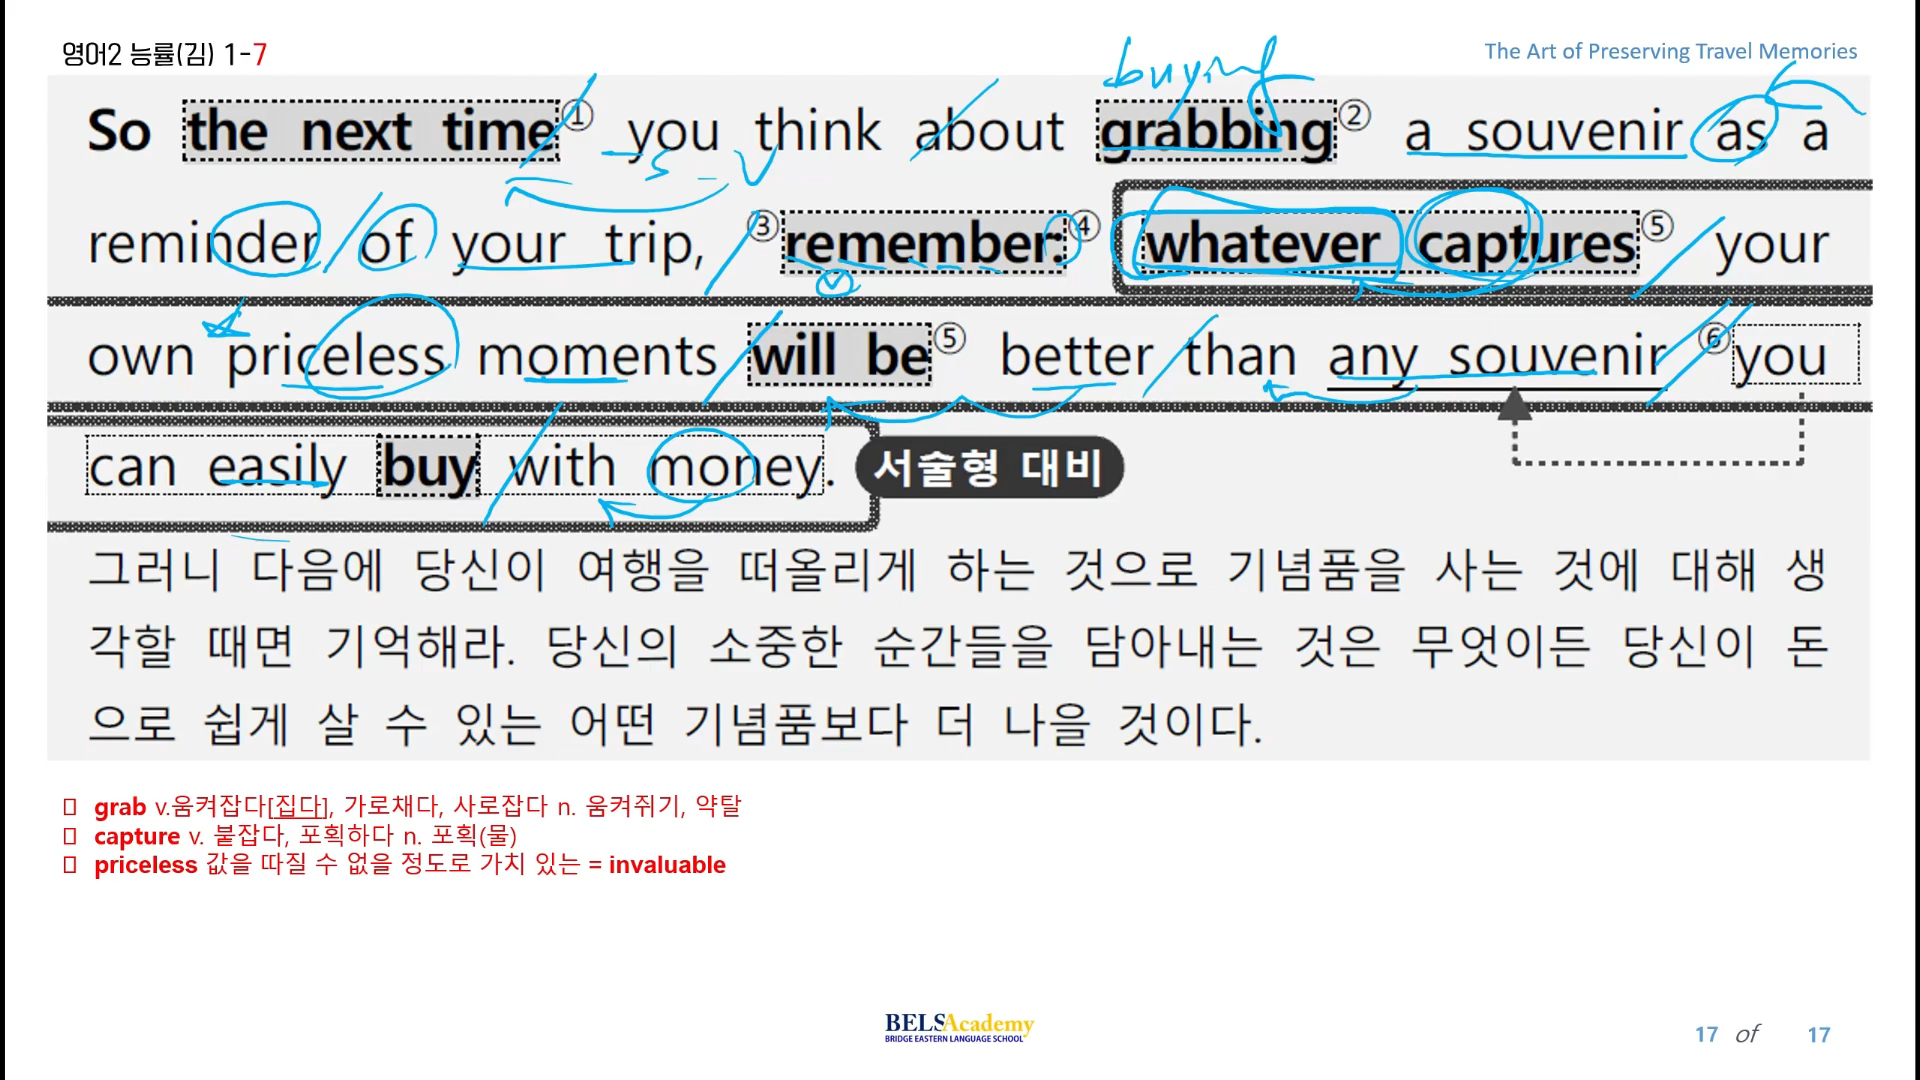 영어2 능률(김) 1-7
The Art of Preserving Travel Memories
buying
So the next time① you think about grabbing② a souvenir as a
reminder of your trip, ③remember:④ whatever captures⑤ your
own priceless moments will be⑤ better than any souvenir ⑥you
can easily buy with money. 서술형 대비
그러니 다음에 당신이 여행을 떠올리게 하는 것으로 기념품을 사는 것에 대해 생
각할 때면 기억해라. 당신의 소중한 순간들을 담아내는 것은 무엇이든 당신이 돈
으로 쉽게 살 수 있는 어떤 기념품보다 더 나을 것이다.
grab v.움켜잡다[집다], 가로채다, 사로잡다 n. 움켜쥐기, 약탈
capture v. 붙잡다, 포획하다 n. 포획(물)
priceless 값을 따질 수 없을 정도로 가치 있는 = invaluable
BELSAcademy
BRIDGE EASTERN LANGUAGE SCHOOL
17 of 17